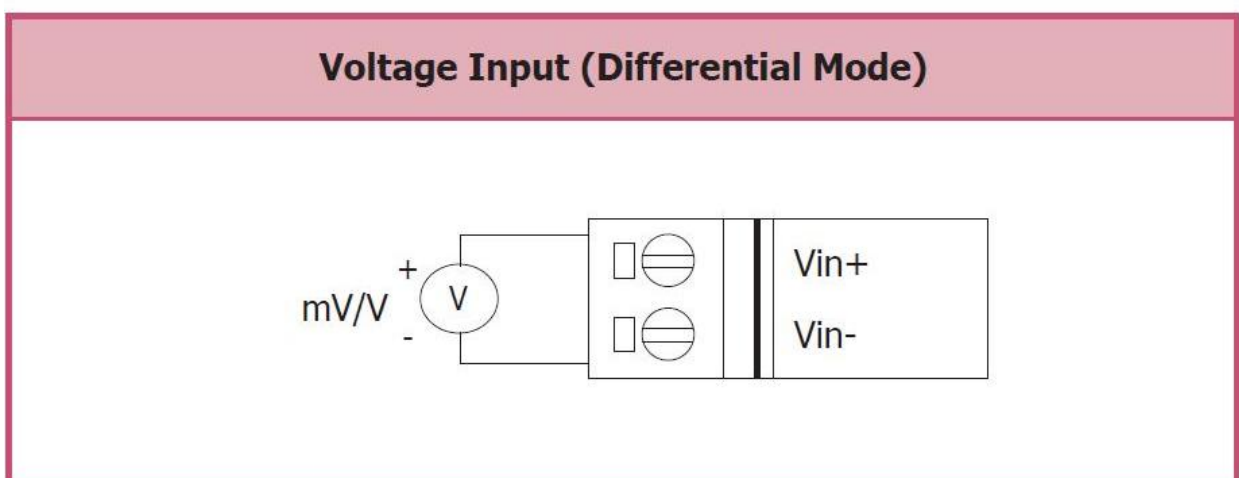 Voltage Input (Differential Mode)
+
mV/V
V
-
Vin+
Vin-